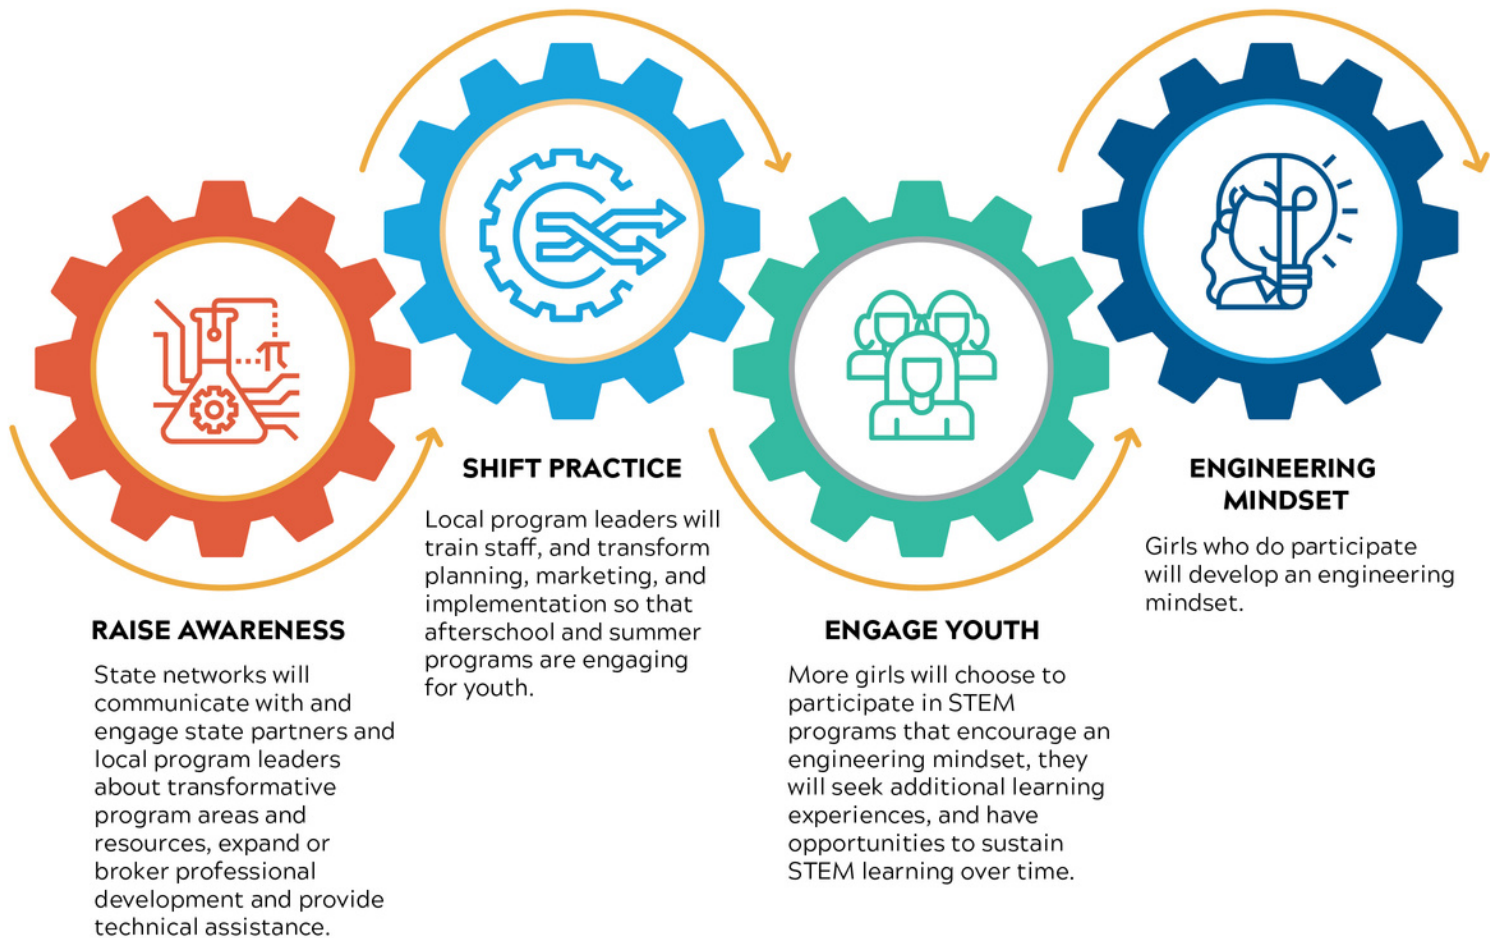 π
RAISE AWARENESS
State networks will
communicate with and
engage state partners and
local program leaders
about transformative
program areas and
resources, expand or
broker professional
development and provide
technical assistance.
SHIFT PRACTICE
Local program leaders will
train staff, and transform
planning, marketing, and
implementation so that
afterschool and summer
programs are engaging
for youth.
ENGAGE YOUTH
More girls will choose to
participate in STEM
programs that encourage an
engineering mindset, they
will seek additional learning
experiences, and have
opportunities to sustain
STEM learning over time.
ENGINEERING
MINDSET
Girls who do participate
will develop an engineering
mindset.